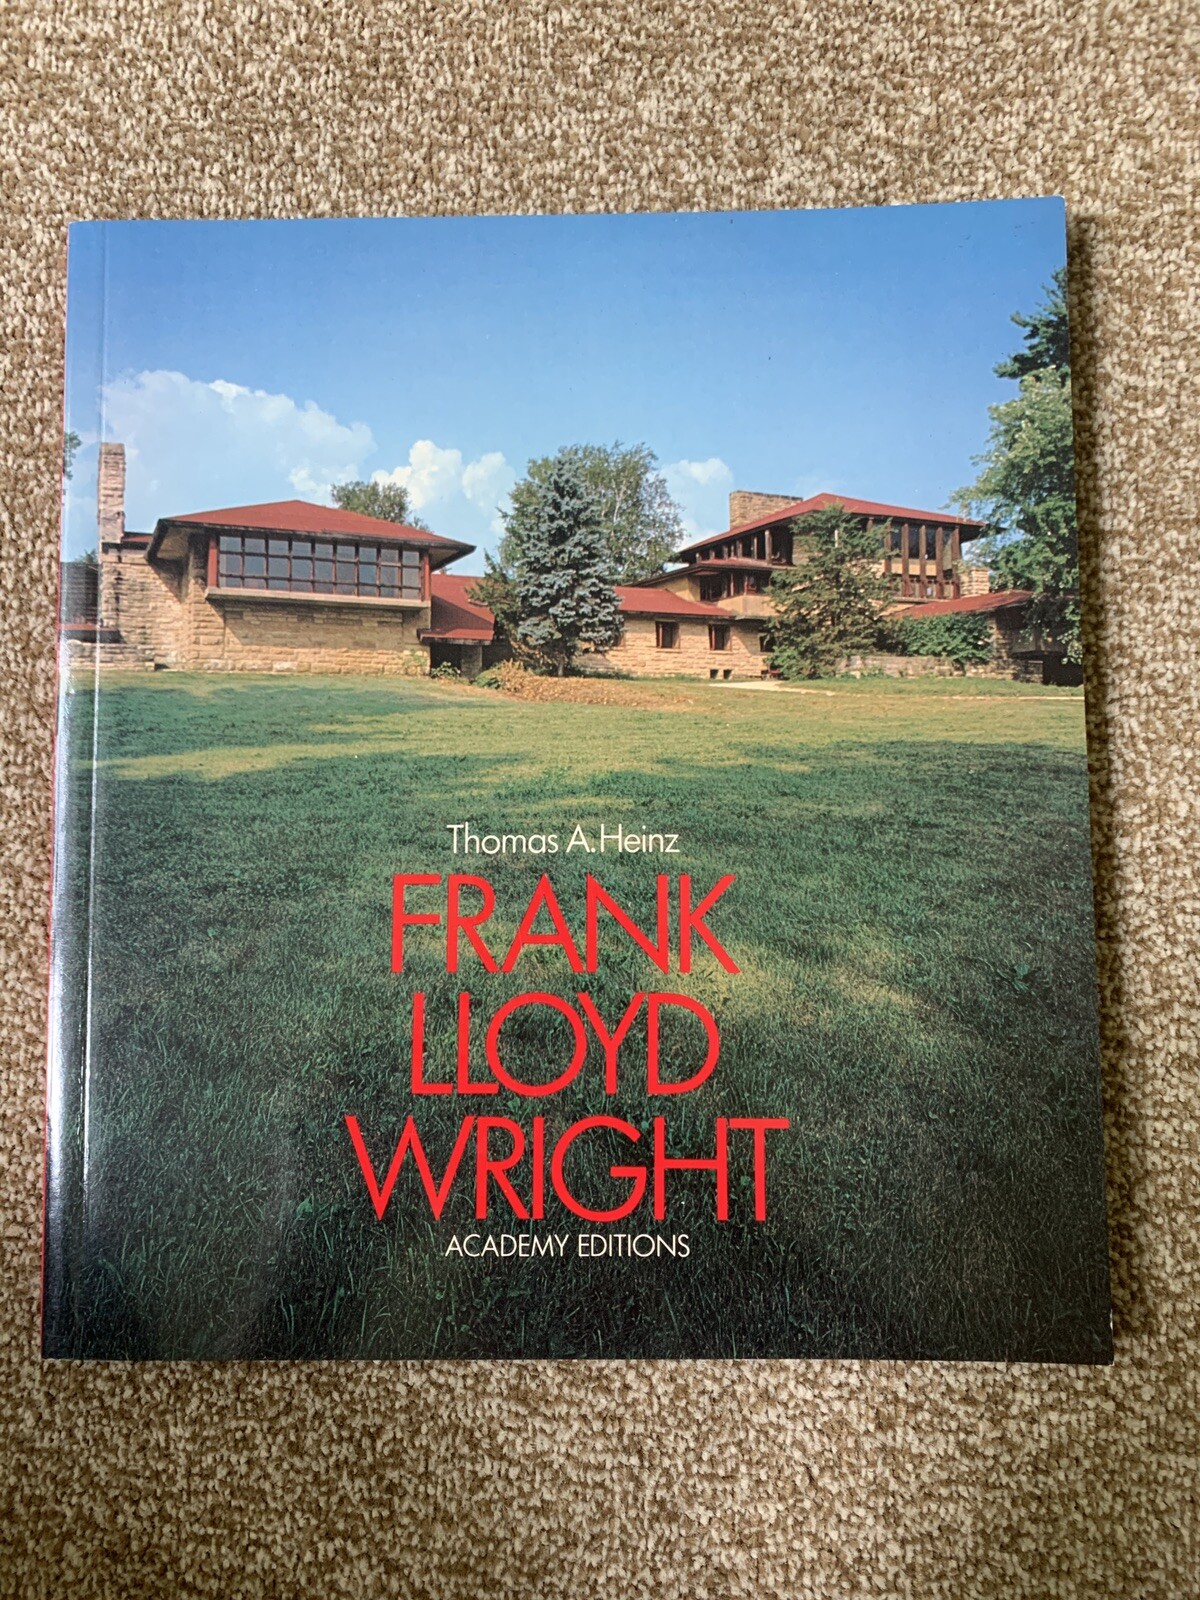 Thomas A. Heinz
FRANK
LLOYD
WRIGHT
ACADEMY EDITIONS